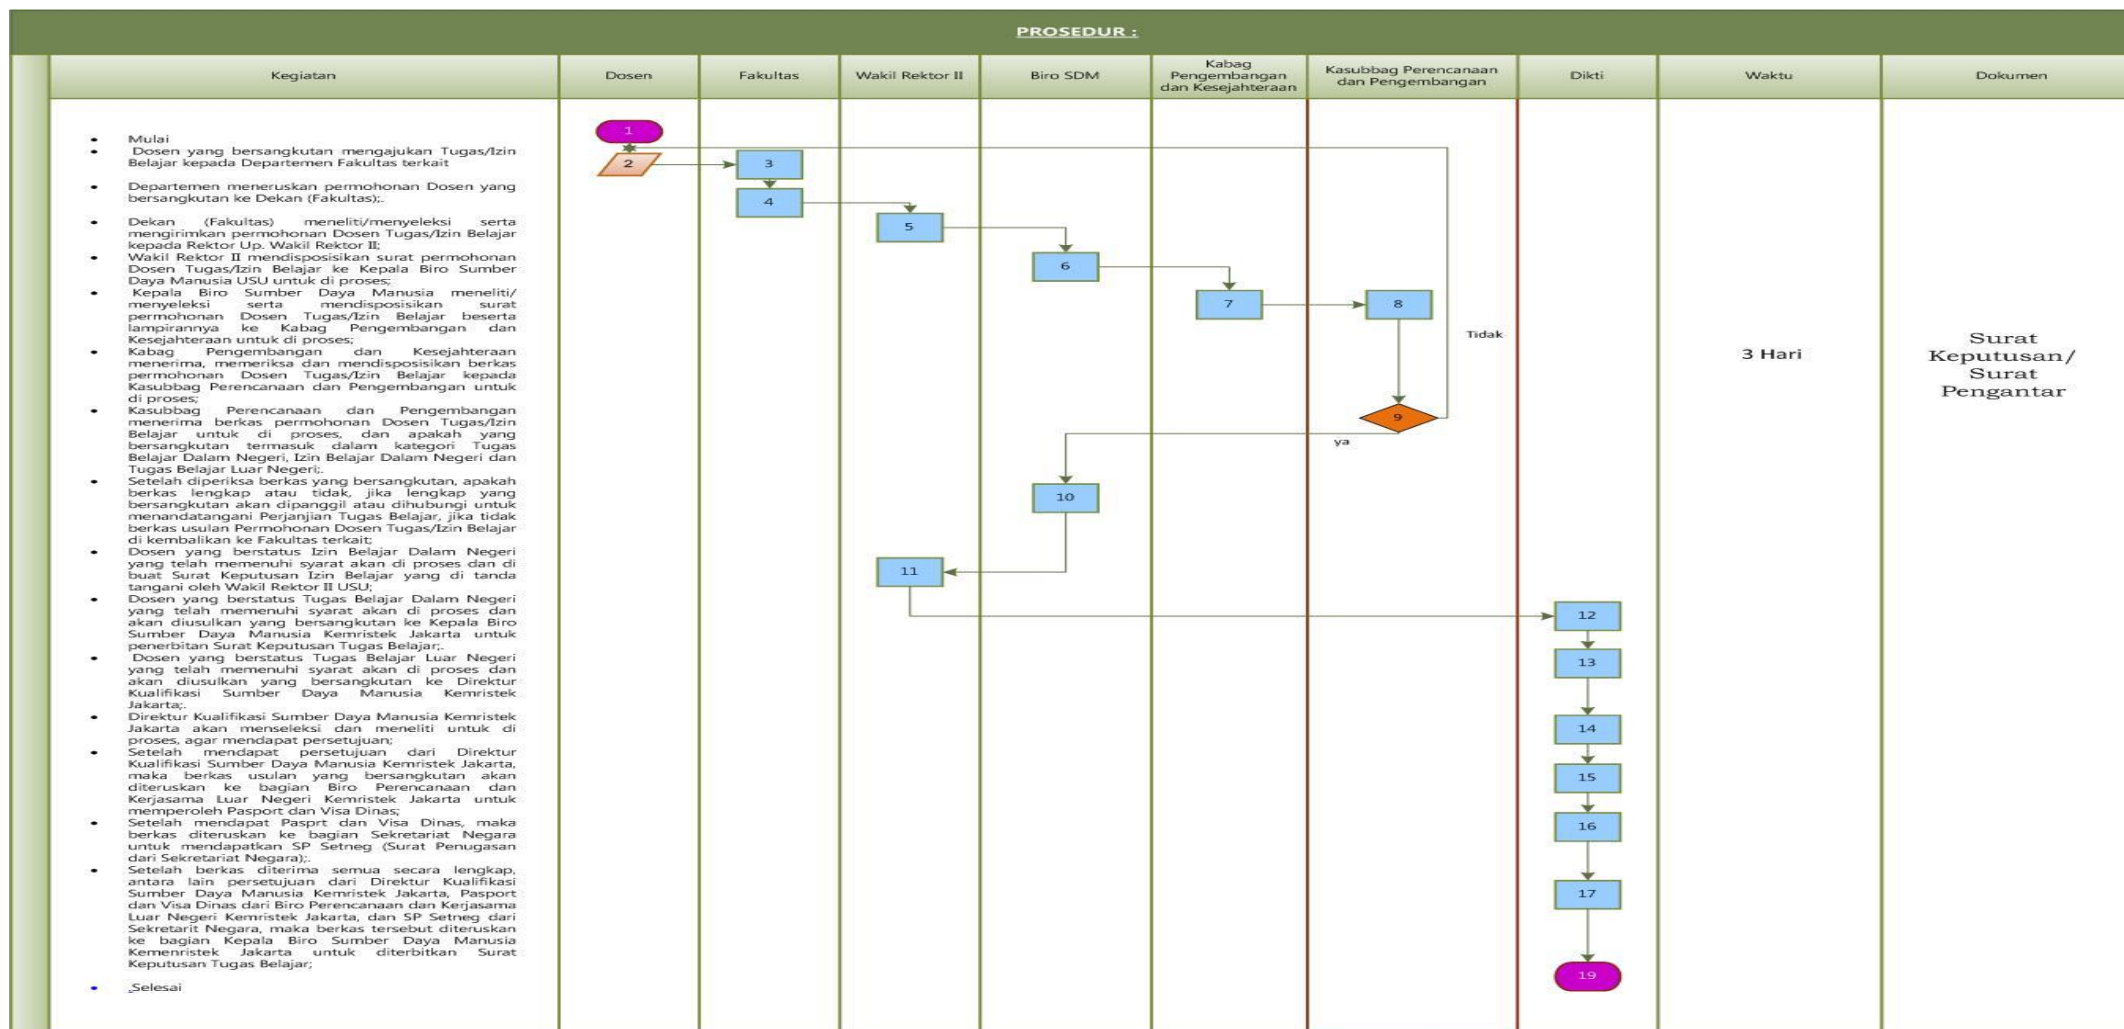 PROSEDUR :
Kegiatan
Dosen
Fakultas
Wakil Rektor II
Biro SDM
Kabag
Pengembangan
dan Kesejahteraan
Kasubbag Perencanaan
dan Pengembangan
Dikti
Waktu
Dokumen
• Mulai
• Dosen yang bersangkutan mengajukan Tugas/Izin
Belajar kepada Departemen Fakultas terkait
• Departemen meneruskan permohonan Dosen yang
bersangkutan ke Dekan (Fakultas);.
• Dekan (Fakultas) meneliti/menyeleksi serta
mengirimkan permohonan Dosen Tugas/Izin Belajar
kepada Rektor Up. Wakil Rektor II;
• Wakil Rektor II mendisposisikan surat permohonan
Dosen Tugas/Izin Belajar ke Kepala Biro Sumber
Daya Manusia USU untuk di proses;
• Kepala Biro Sumber Daya Manusia meneliti/
menyeleksi serta mendisposisikan surat
permohonan Dosen Tugas/Izin Belajar beserta
lampirannya ke Kabag Pengembangan dan
Kesejahteraan untuk di proses;
• Kabag Pengembangan dan Kesejahteraan
menerima, memeriksa dan mendisposisikan berkas
permohonan Dosen Tugas/Izin Belajar kepada
Kasubbag Perencanaan dan Pengembangan untuk
di proses;
• Kasubbag Perencanaan dan Pengembangan
menerima berkas permohonan Dosen Tugas/Izin
Belajar untuk di proses, dan apakah yang
bersangkutan termasuk dalam kategori Tugas
Belajar Dalam Negeri, Izin Belajar Dalam Negeri dan
Tugas Belajar Luar Negeri;.
• Setelah diperiksa berkas yang bersangkutan, apakah
berkas lengkap atau tidak, jika lengkap yang
bersangkutan akan dipanggil atau dihubungi untuk
menandatangani Perjanjian Tugas Belajar, jika tidak
berkas usulan Permohonan Dosen Tugas/Izin Belajar
di kembalikan ke Fakultas terkait;
• Dosen yang berstatus Izin Belajar Dalam Negeri
yang telah memenuhi syarat akan di proses dan di
buat Surat Keputusan Izin Belajar yang di tanda
tangani oleh Wakil Rektor II USU;
• Dosen yang berstatus Tugas Belajar Dalam Negeri
yang telah memenuhi syarat akan di proses dan
akan diusulkan yang bersangkutan ke Kepala Biro
Sumber Daya Manusia Kemristek Jakarta untuk
penerbitan Surat Keputusan Tugas Belajar;.
• Dosen yang berstatus Tugas Belajar Luar Negeri
yang telah memenuhi syarat akan di proses dan
akan diusulkan yang bersangkutan ke Direktur
Kualifikasi Sumber Daya Manusia Kemristek
Jakarta;.
• Direktur Kualifikasi Sumber Daya Manusia Kemristek
Jakarta akan menseleksi dan meneliti untuk di
proses, agar mendapat persetujuan;
• Setelah mendapat persetujuan dari Direktur
Kualifikasi Sumber Daya Manusia Kemristek Jakarta,
maka berkas usulan yang bersangkutan akan
diteruskan ke bagian Biro Perencanaan dan
Kerjasama Luar Negeri Kemristek Jakarta untuk
memperoleh Pasport dan Visa Dinas;
• Setelah mendapat Pasprt dan Visa Dinas, maka
berkas diteruskan ke bagian Sekretariat Negara
untuk mendapatkan SP Setneg (Surat Penugasan
dari Sekretariat Negara);.
• Setelah berkas diterima semua secara lengkap,
antara lain persetujuan dari Direktur Kualifikasi
Sumber Daya Manusia Kemristek Jakarta, Pasport
dan Visa Dinas dari Biro Perencanaan dan Kerjasama
Luar Negeri Kemristek Jakarta, dan SP Setneg dari
Sekretarit Negara, maka berkas tersebut diteruskan
ke bagian Kepala Biro Sumber Daya Manusia
Kemenristek Jakarta untuk diterbitkan Surat
Keputusan Tugas Belajar;
• .Selesai
1
2
3
4
5
6
7
8
Tidak
9
ya
10
11
12
13
14
15
16
17
19
3 Hari
Surat
Keputusan/
Surat
Pengantar